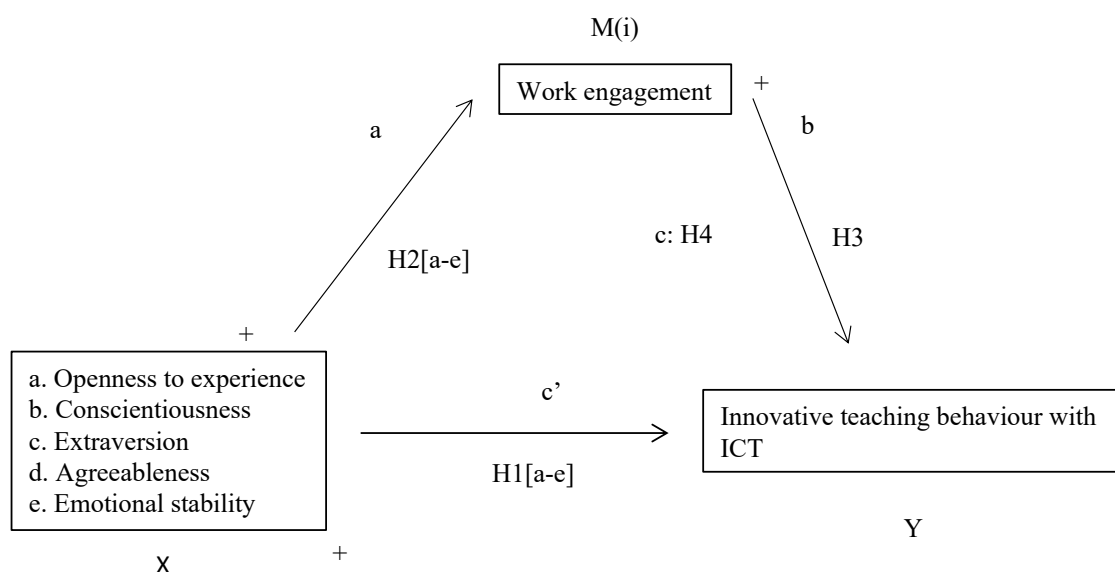 M(i)
Work engagement
+
a
b
c: H4
H3
H2[a-e]
+
a. Openness to experience
b. Conscientiousness
c. Extraversion
d. Agreeableness
e. Emotional stability
c’
H1[a-e]
Innovative teaching behaviour with
ICT
Y
X
+